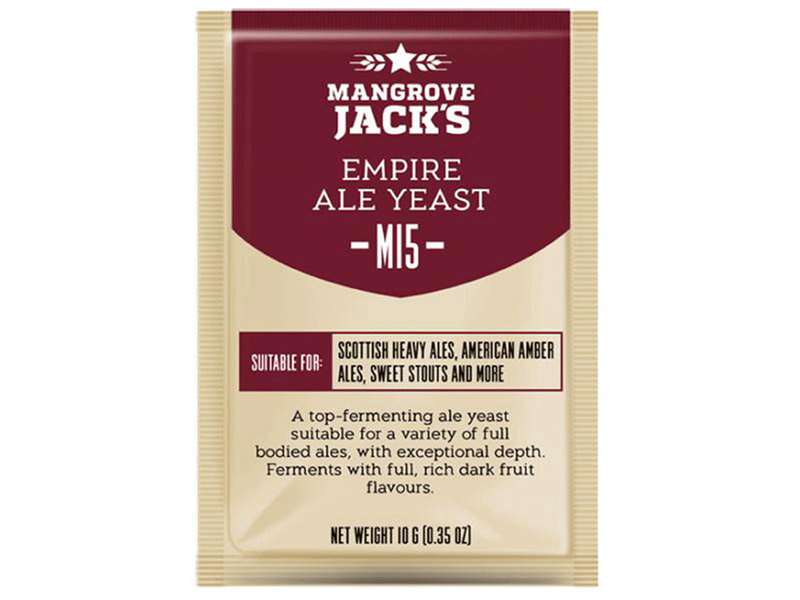 MANGROVE
JACK'S
EMPIRE
ALE YEAST
-M15-
SUITABLE FOR:
SCOTTISH HEAVY ALES, AMERICAN AMBER
ALES, SWEET STOUTS AND MORE
A top-fermenting ale yeast
suitable for a variety of full
bodied ales, with exceptional depth.
Ferments with full, rich dark fruit
flavours.
NET WEIGHT 10 G (0.35 OZ)